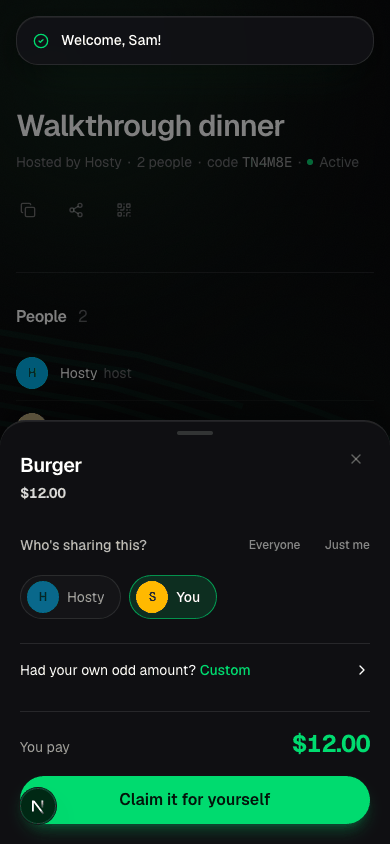 Welcome, Sam!
Walkthrough dinner
Hosted by Hosty · 2 people · code TN4M8E · Active
People 2
H Hosty host
Burger
$12.00
Who's sharing this? Everyone Just me
H Hosty S You
Had your own odd amount? Custom
You pay $12.00
N Claim it for yourself